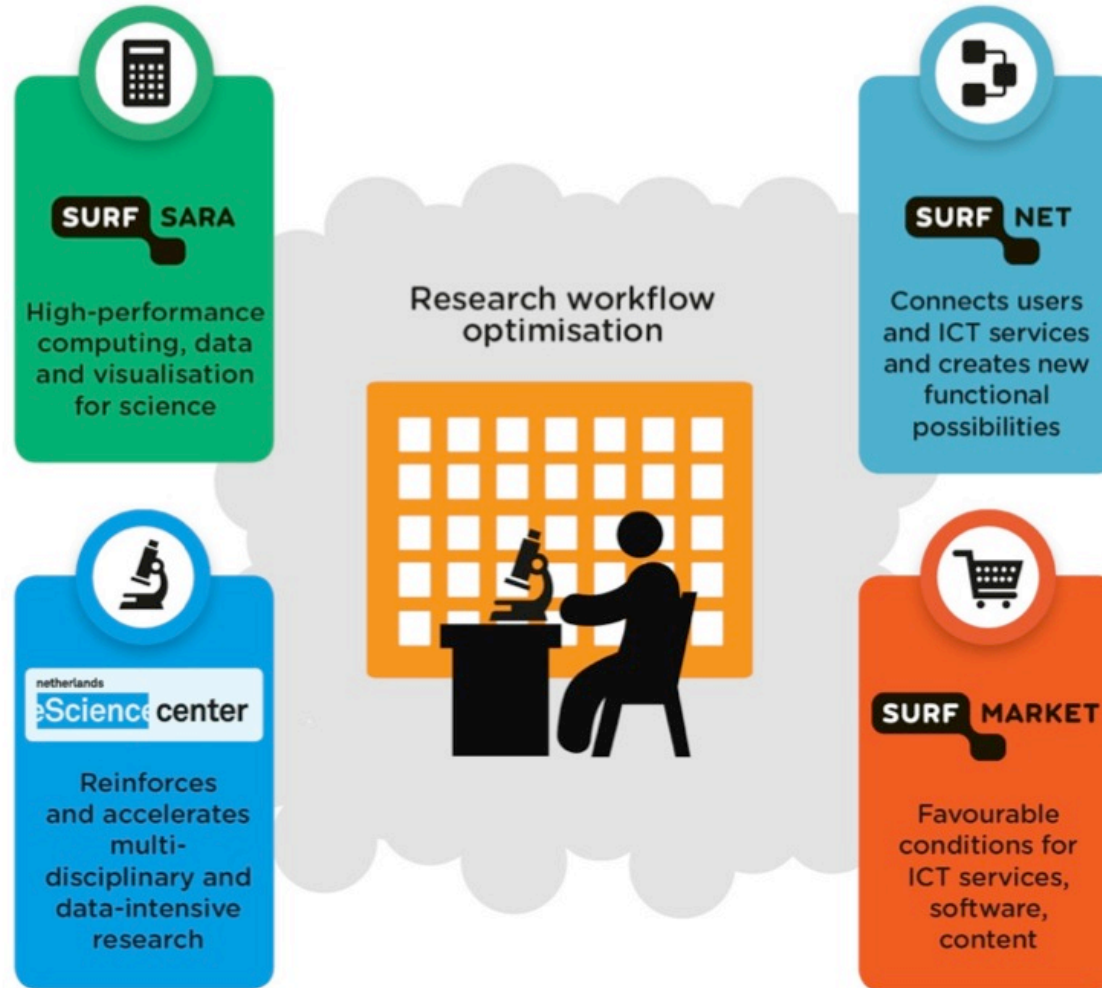 SURF SARA
High-performance
computing, data
and visualisation
for science
Research workflow
optimisation
SURF NET
Connects users
and ICT services
and creates new
functional
possibilities
netherlands
eScience center
Reinforces
and accelerates
multi-
disciplinary and
data-intensive
research
SURF MARKET
Favourable
conditions for
ICT services,
software,
content